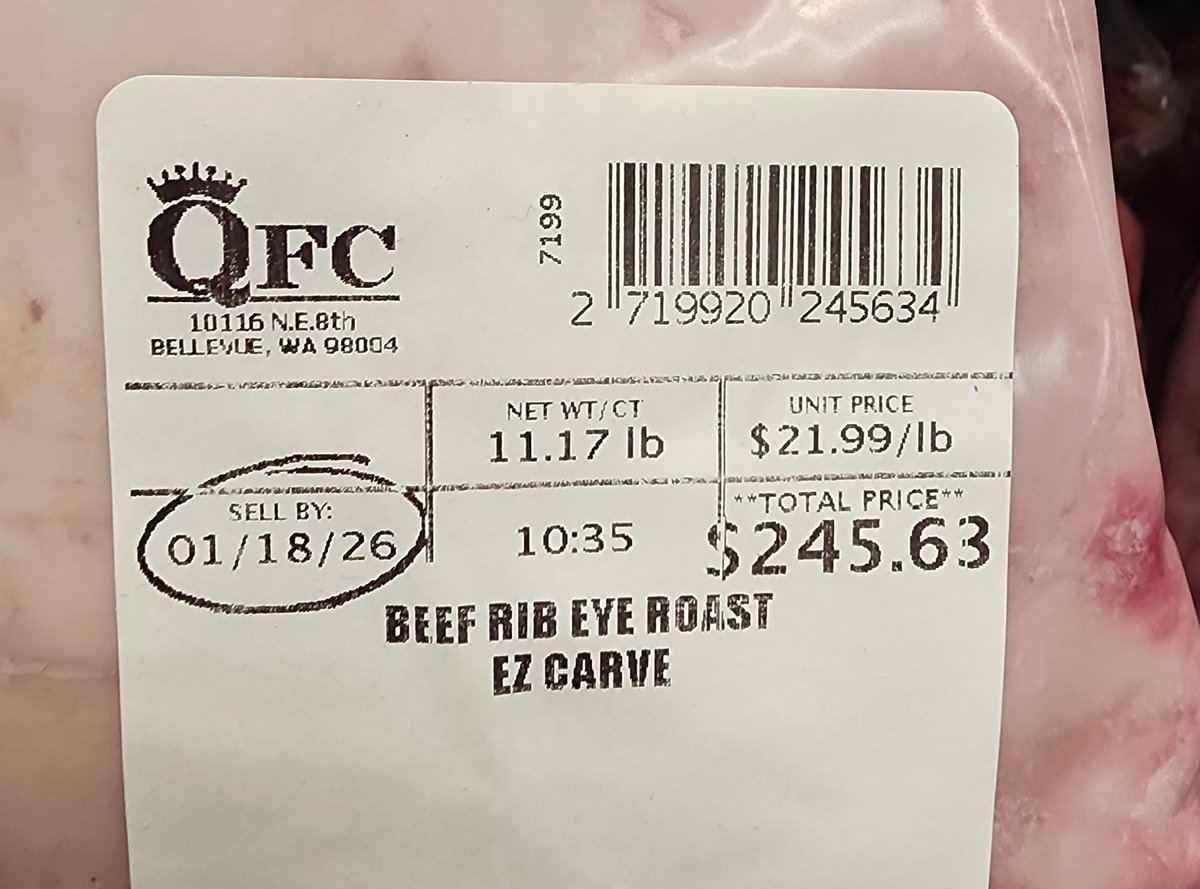 QFC
10116 N.E.8th
BELLEVUE, WA 98004
7199
2 719920 245634
NET WT/CT
11.17 lb
UNIT PRICE
$21.99/lb
SELL BY:
01/18/26
10:35
**TOTAL PRICE**
$245.63
BEEF RIB EYE ROAST
EZ CARVE